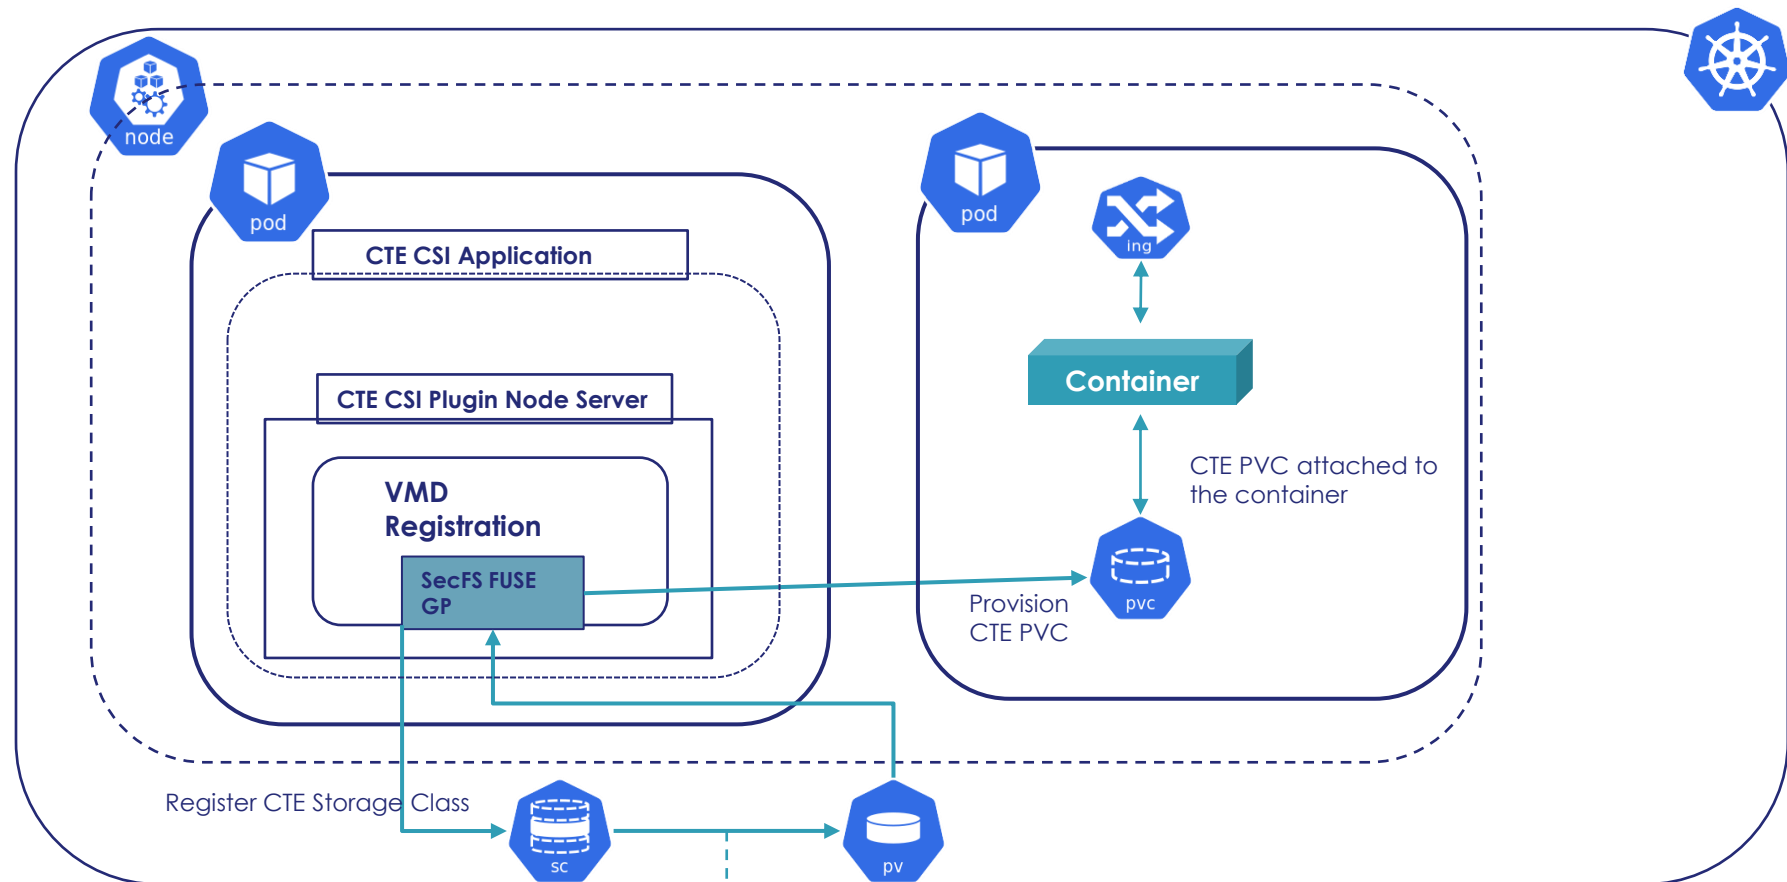 node
pod
CTE CSI Application
CTE CSI Plugin Node Server
VMD
Registration
SecFS FUSE
GP
pod
ing
Container
CTE PVC attached to
the container
pvc
Provision
CTE PVC
Register CTE Storage Class
sc
pv